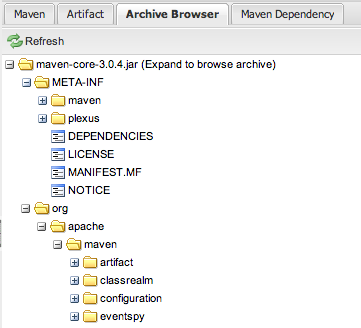 Maven Artifact Archive Browser Maven Dependency
Refresh
maven-core-3.0.4.jar (Expand to browse archive)
META-INF
maven
plexus
DEPENDENCIES
LICENSE
MANIFEST.MF
NOTICE
org
apache
maven
artifact
classrealm
configuration
eventspy